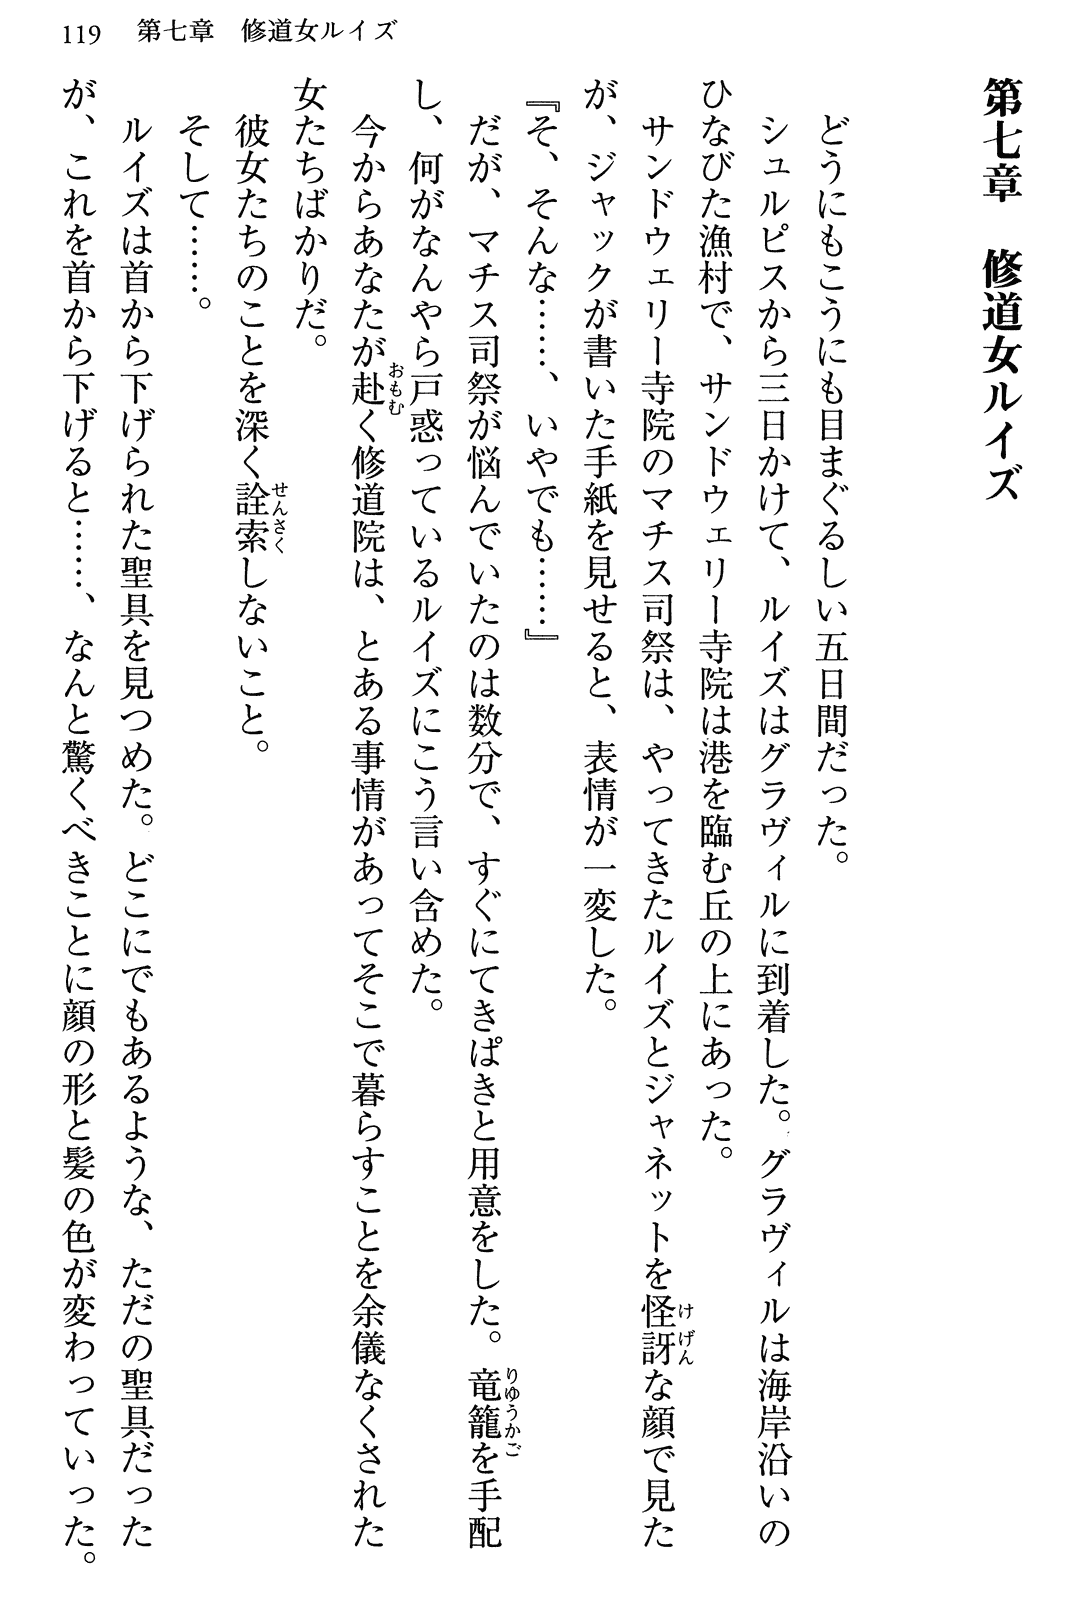 119　第七章　修道女ルイズ
第七章　修道女ルイズ
　どうにもこうにも目まぐるしい五日間だった。
　シュルピスから三日かけて、ルイズはグラヴィルに到着した。グラヴィルは海岸沿いの
ひなびた漁村で、サンドウェリー寺院は港を臨む丘の上にあった。
　サンドウェリー寺院のマチス司祭は、やってきたルイズとジャネットを怪訝な顔で見た
が、ジャックが書いた手紙を見せると、表情が一変した。
『そ、そんな……、いやでも……』
　だが、マチス司祭が悩んでいたのは数分で、すぐにてきぱきと用意をした。竜籠を手配
し、何がなんやら戸惑っているルイズにこう言い含めた。
　今からあなたが赴く修道院は、とある事情があってそこで暮らすことを余儀なくされた
女たちばかりだ。
　彼女たちのことを深く詮索しないこと。
　そして……。
　ルイズは首から下げられた聖具を見つめた。どこにでもあるような、ただの聖具だった
が、これを首から下げると……、なんと驚くべきことに顔の形と髪の色が変わっていった。